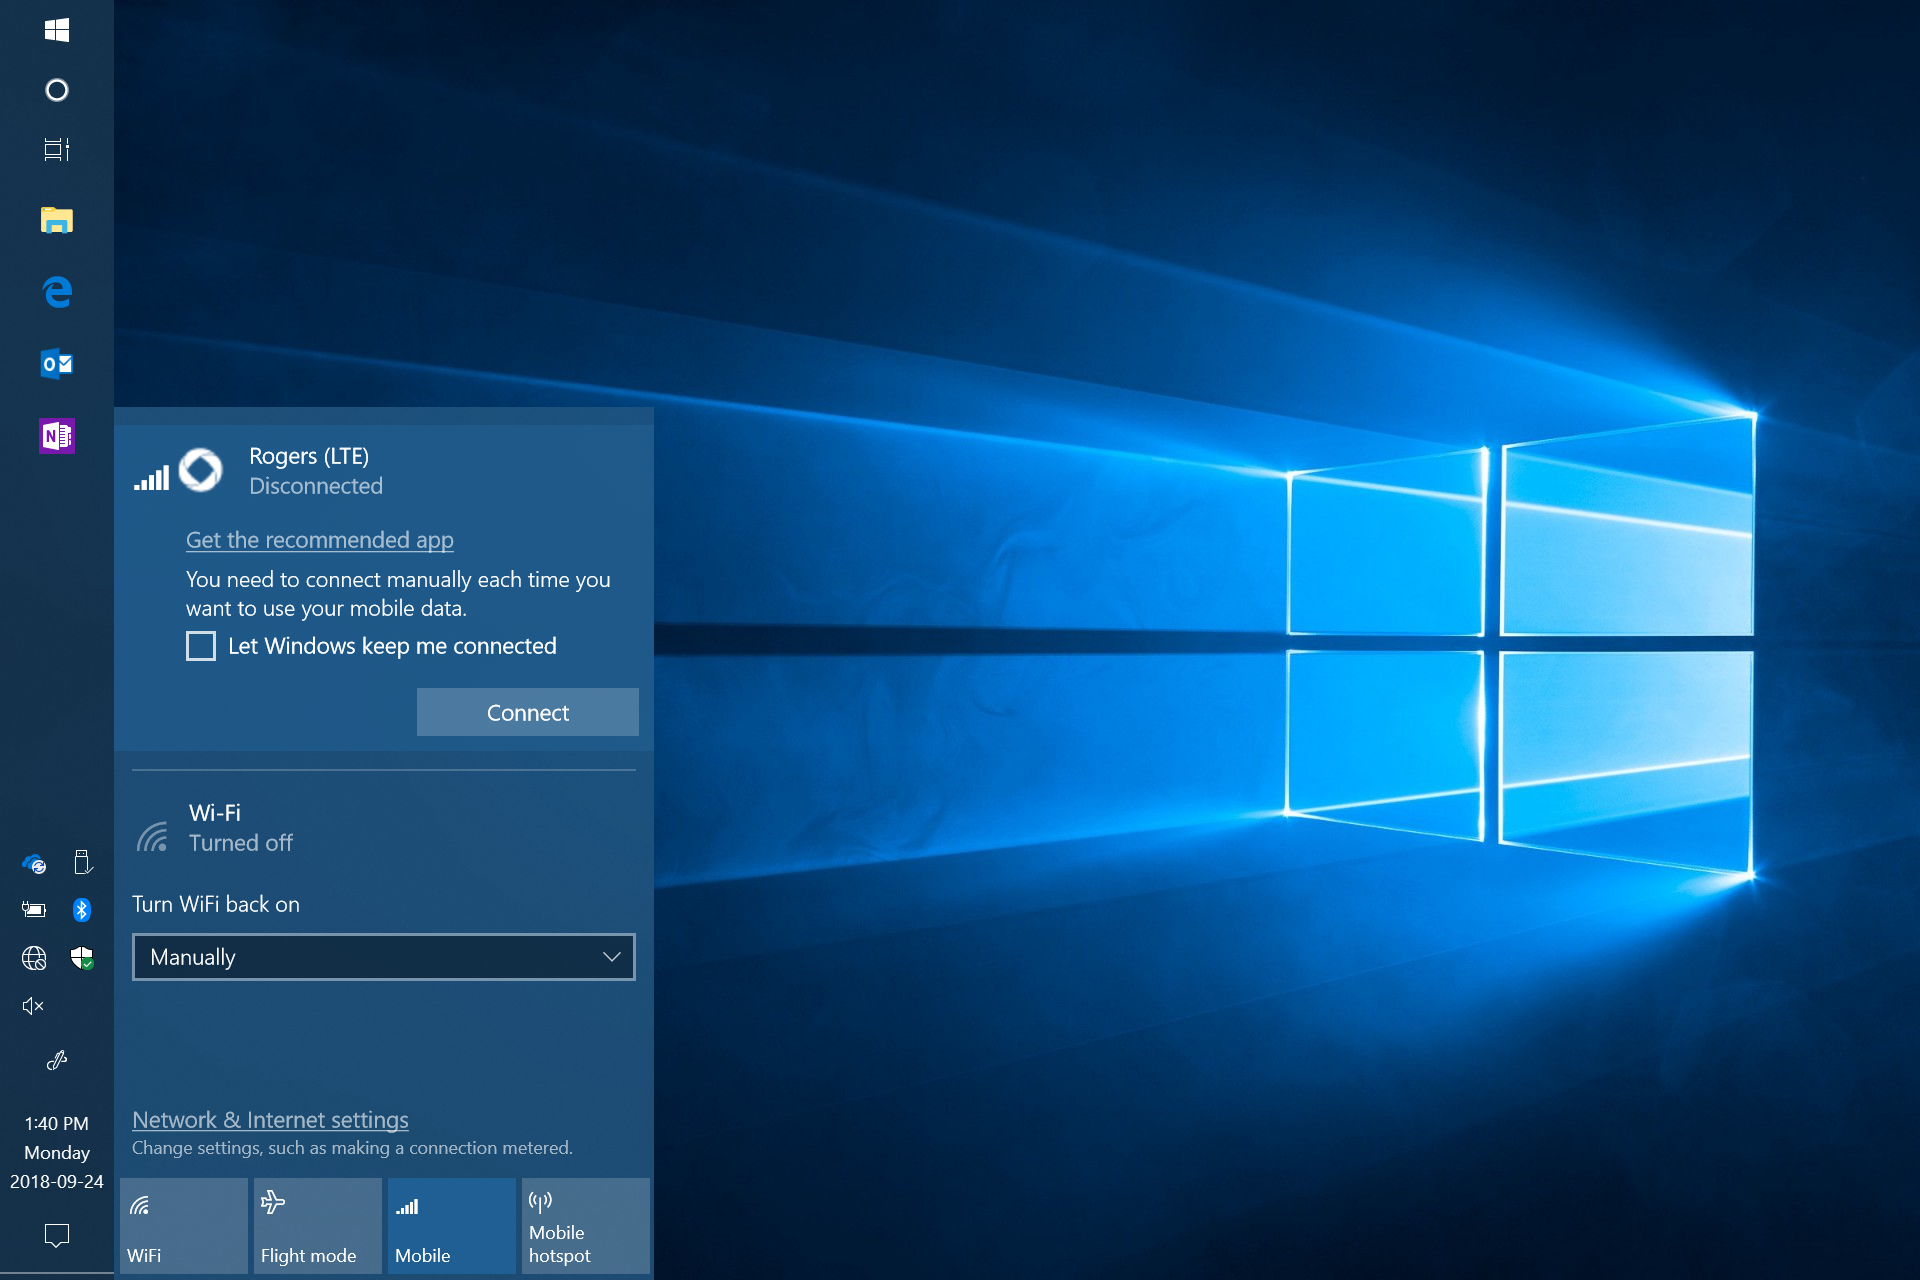 Rogers (LTE)
Disconnected
Get the recommended app
You need to connect manually each time you
want to use your mobile data.
Let Windows keep me connected
Connect
Wi-Fi
Turned off
Turn WiFi back on
Manually
Network & Internet settings
Change settings, such as making a connection metered.
WiFi
Flight mode
Mobile
Mobile
hotspot
1:40 PM
Monday
2018-09-24